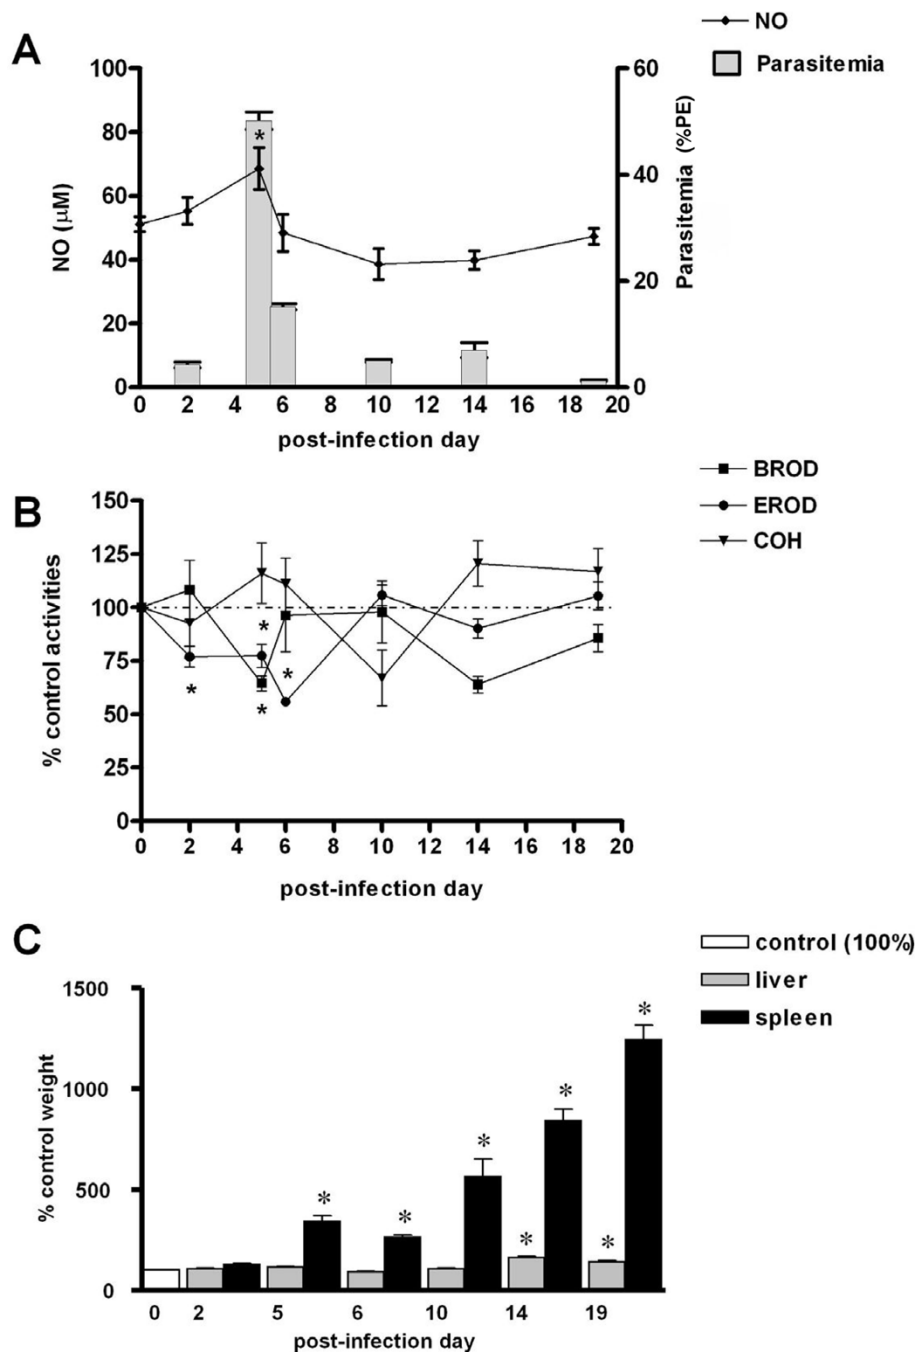 A
NO
Parasitemia
100
80
60
40
20
0
NO (µM)
60
40
20
0
Parasitemia (%PE)
*
0 2 4 6 8 10 12 14 16 18 20
post-infection day
B
BROD
EROD
COH
150
125
100
75
50
25
0
% control activities
*
*
*
*
0 2 4 6 8 10 12 14 16 18 20
post-infection day
C
control (100%)
liver
spleen
1500
1000
500
0
% control weight
*
*
*
*
*
*
*
0 2 5 6 10 14 19
post-infection day